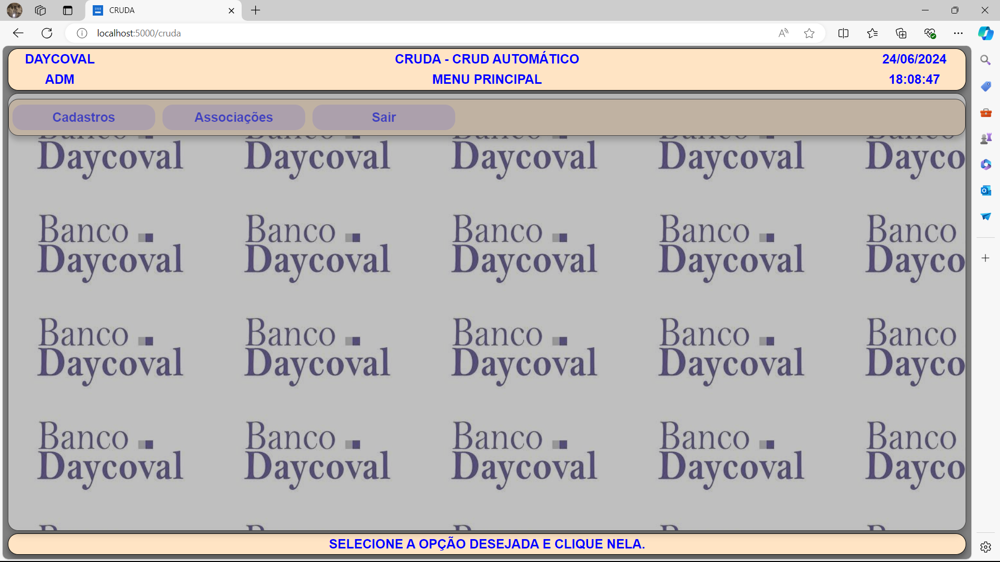 CRUDA
localhost:5000/cruda
DAYCOVAL CRUDA - CRUD AUTOMÁTICO 24/06/2024
ADM MENU PRINCIPAL 18:08:47
Cadastros Associações Sair
Daycoval Daycoval Daycoval Daycoval Dayco
Banco Banco Banco Banco Banco
Daycoval Daycoval Daycoval Daycoval Dayco
Banco Banco Banco Banco Banco
Daycoval Daycoval Daycoval Daycoval Dayco
Banco Banco Banco Banco Banco
Daycoval Daycoval Daycoval Daycoval Dayco
SELECIONE A OPÇÃO DESEJADA E CLIQUE NELA.